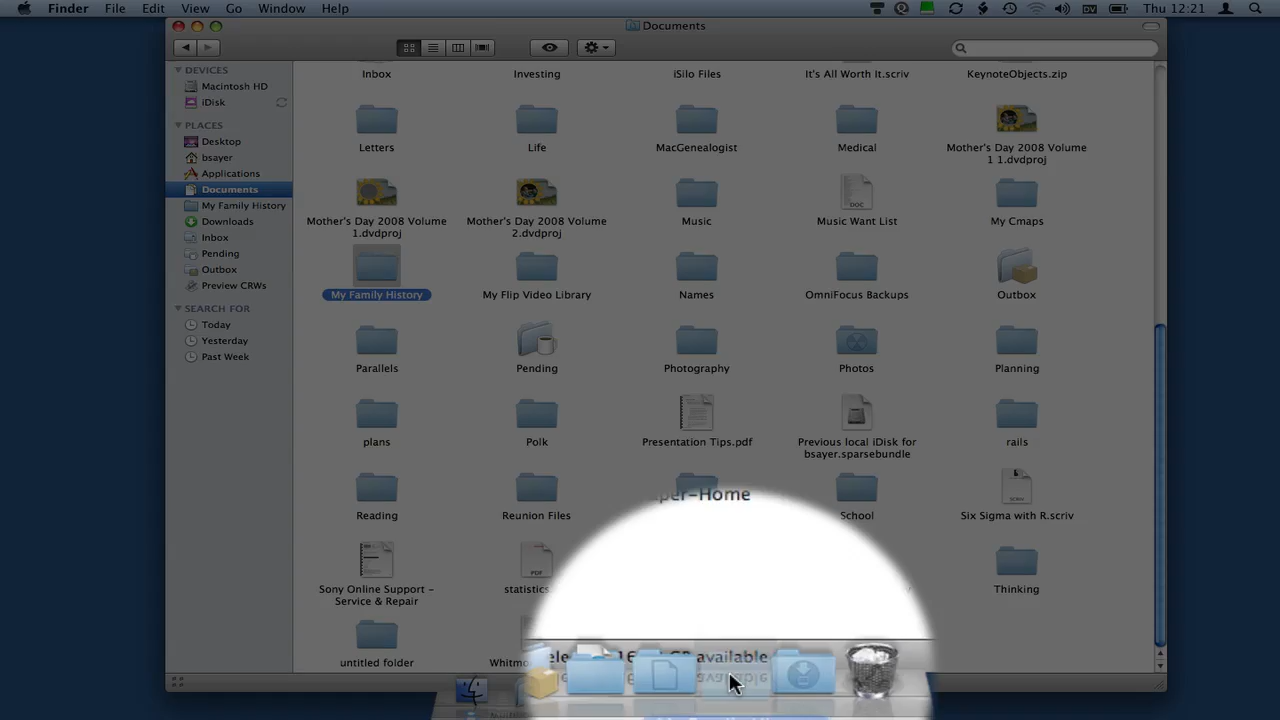 Finder File Edit View Go Window Help
Thu 12:21
Documents
DEVICES
Macintosh HD
iDisk
PLACES
Desktop
bsayer
Applications
Documents
My Family History
Downloads
Inbox
Pending
Outbox
Preview CRWs
SEARCH FOR
Today
Yesterday
Past Week
Inbox
Investing
iSilo Files
It's All Worth It.scriv
KeynoteObjects.zip
Letters
Life
MacGenealogist
Medical
Mother's Day 2008 Volume
1 1.dvdproj
Mother's Day 2008 Volume
1.dvdproj
Mother's Day 2008 Volume
2.dvdproj
Music
DOC
Music Want List
My Cmaps
My Family History
My Flip Video Library
Names
OmniFocus Backups
Outbox
Parallels
Pending
Photography
Photos
Planning
plans
Polk
Presentation Tips.pdf
Previous local iDisk for
bsayer.sparsebundle
rails
Reading
Reunion Files
per-Home
School
SCRIV
Six Sigma with R.scriv
Sony Online Support -
Service & Repair
PDF
statistics
Thinking
untitled folder
Whitmo
available